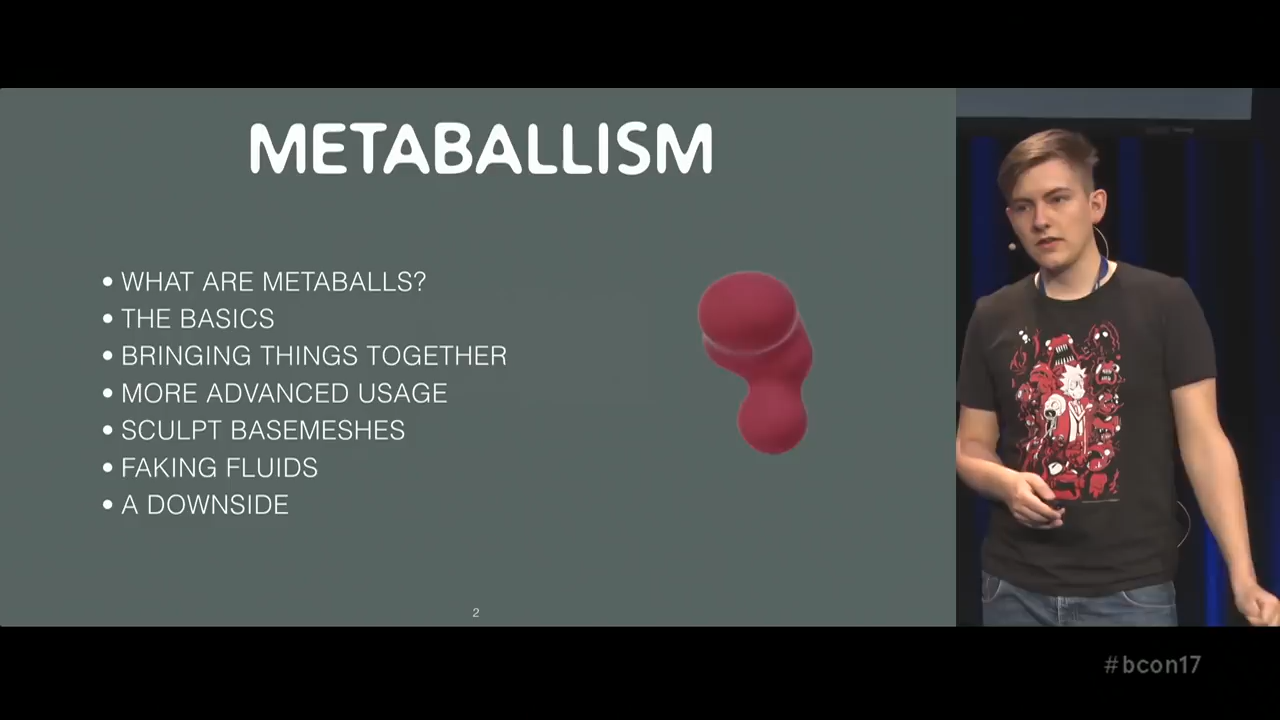 METABALLISM
• WHAT ARE METABALLS?
• THE BASICS
• BRINGING THINGS TOGETHER
• MORE ADVANCED USAGE
• SCULPT BASEMESHES
• FAKING FLUIDS
• A DOWNSIDE
2
#bcon17